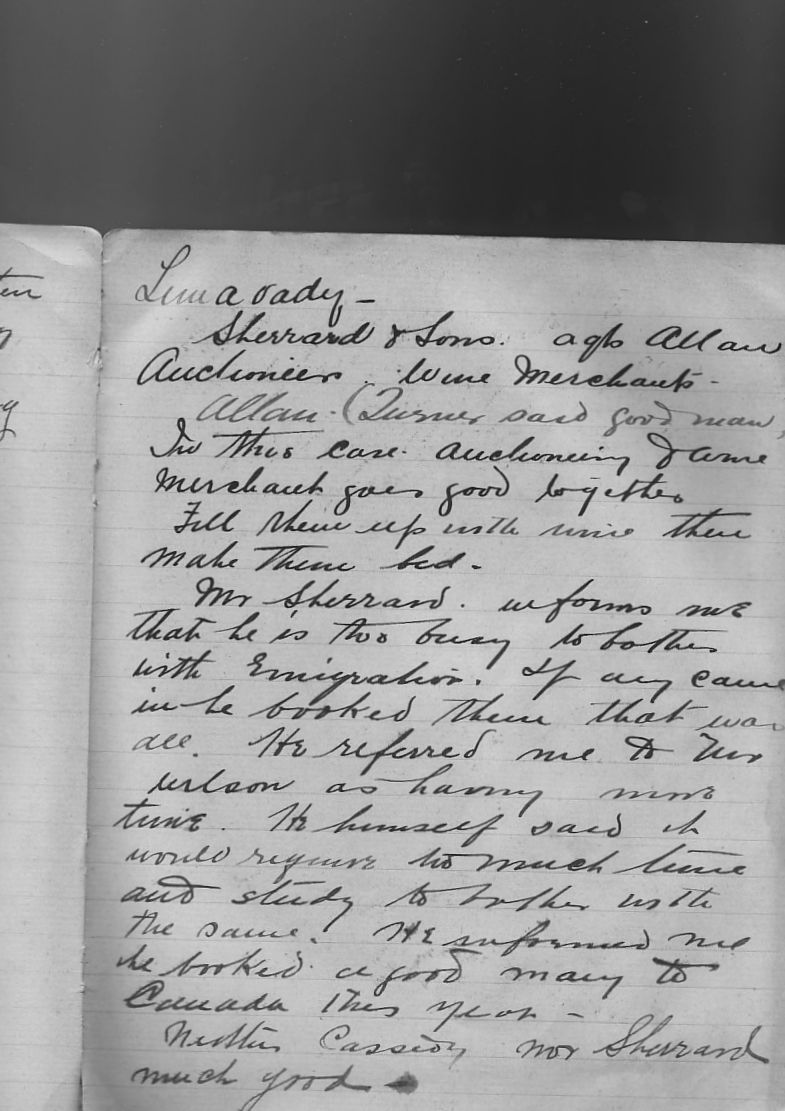 Limavady -
Sherrard & Sons. agts Allan
Auctioneers. Wine Merchants -
Allan - (Turner said good man,
In this case. auctioneering & wine
Merchant goes good together
Fill them up with wine then
make them bid.
Mr Sherrard. informs me
that he is too busy to bother
with Emigration. If any came
in he booked them that was
all. He referred me to Mr
Wilson as having more
time. He himself said it
would require too much time
and study to bother with
the same. He informed me
he booked a good many to
Canada this year -
Neither Cassidy nor Sherrard
much good -